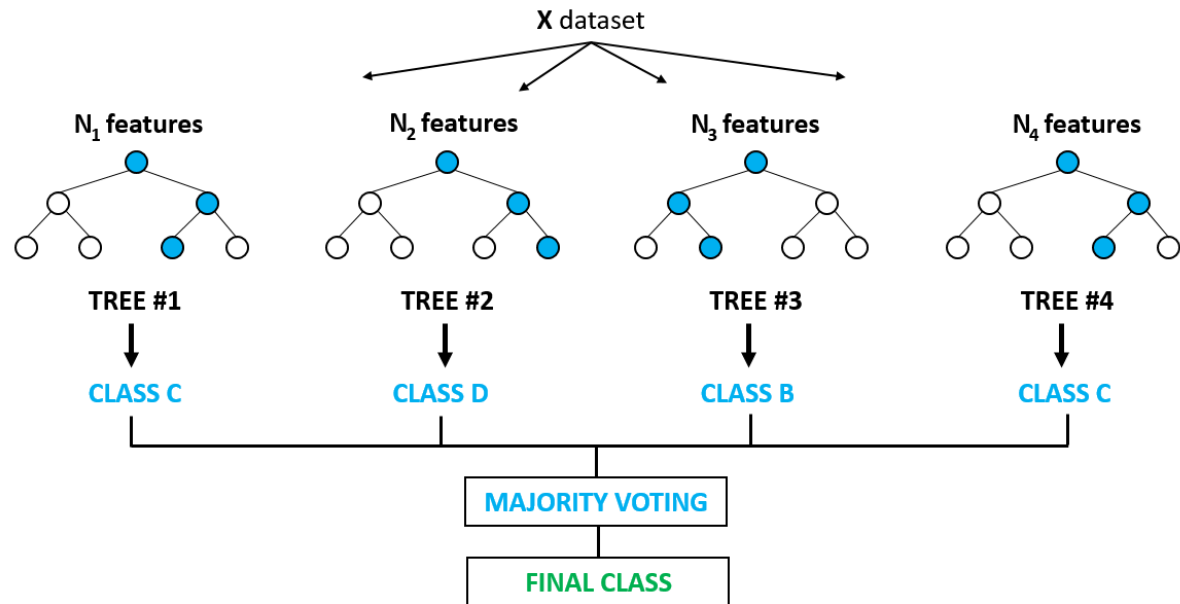 X dataset
N₁ features N₂ features N₃ features N₄ features
TREE #1 TREE #2 TREE #3 TREE #4
CLASS C CLASS D CLASS B CLASS C
MAJORITY VOTING
FINAL CLASS